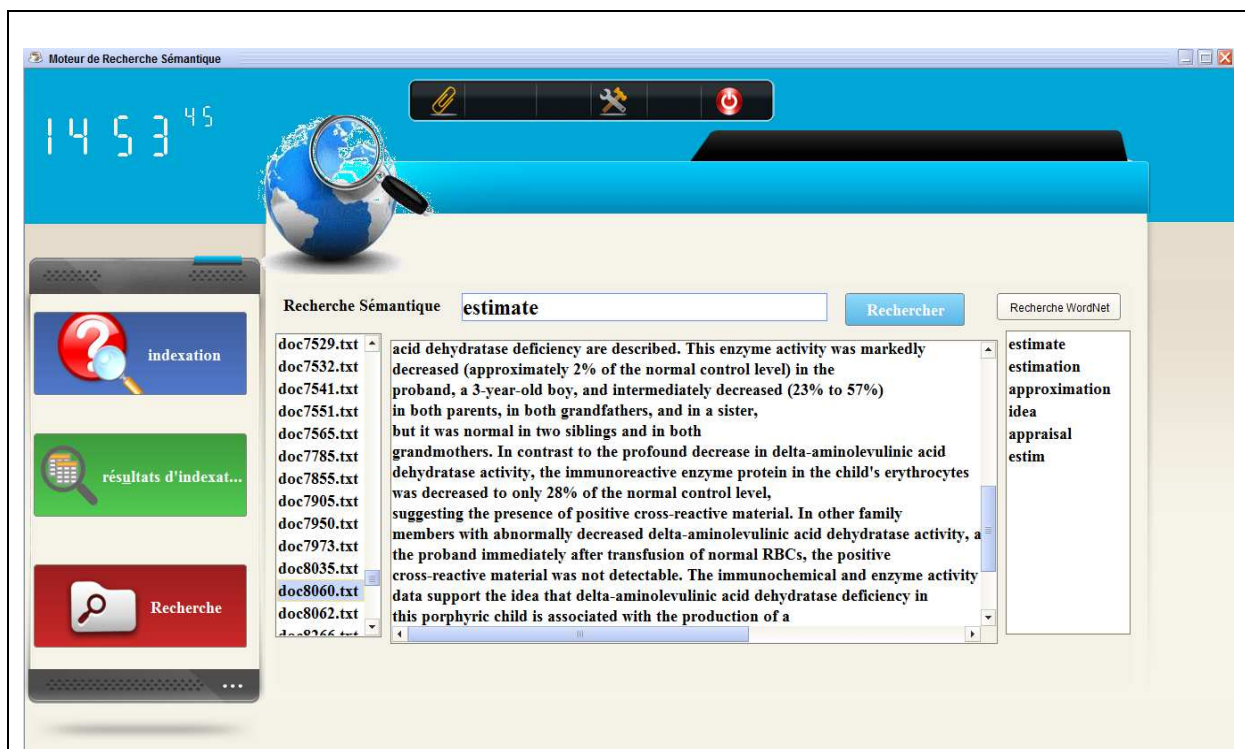 Moteur de Recherche Sémantique
1453 45
Recherche Sémantique
estimate
Rechercher
Recherche WordNet
indexation
résultats d'indexat...
Recherche
...
doc7529.txt
doc7532.txt
doc7541.txt
doc7551.txt
doc7565.txt
doc7785.txt
doc7855.txt
doc7905.txt
doc7950.txt
doc7973.txt
doc8035.txt
doc8060.txt
doc8062.txt
acid dehydratase deficiency are described. This enzyme activity was markedly
decreased (approximately 2% of the normal control level) in the
proband, a 3-year-old boy, and intermediately decreased (23% to 57%)
in both parents, in both grandfathers, and in a sister,
but it was normal in two siblings and in both
grandmothers. In contrast to the profound decrease in delta-aminolevulinic acid
dehydratase activity, the immunoreactive enzyme protein in the child's erythrocytes
was decreased to only 28% of the normal control level,
suggesting the presence of positive cross-reactive material. In other family
members with abnormally decreased delta-aminolevulinic acid dehydratase activity, a
the proband immediately after transfusion of normal RBCs, the positive
cross-reactive material was not detectable. The immunochemical and enzyme activity
data support the idea that delta-aminolevulinic acid dehydratase deficiency in
this porphyric child is associated with the production of a
estimate
estimation
approximation
idea
appraisal
estim